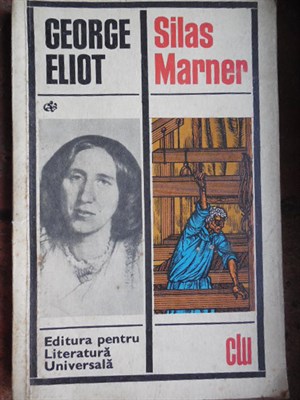 GEORGE
ELIOT
Silas
Marner
Editura pentru
Literatură
Universală
clu